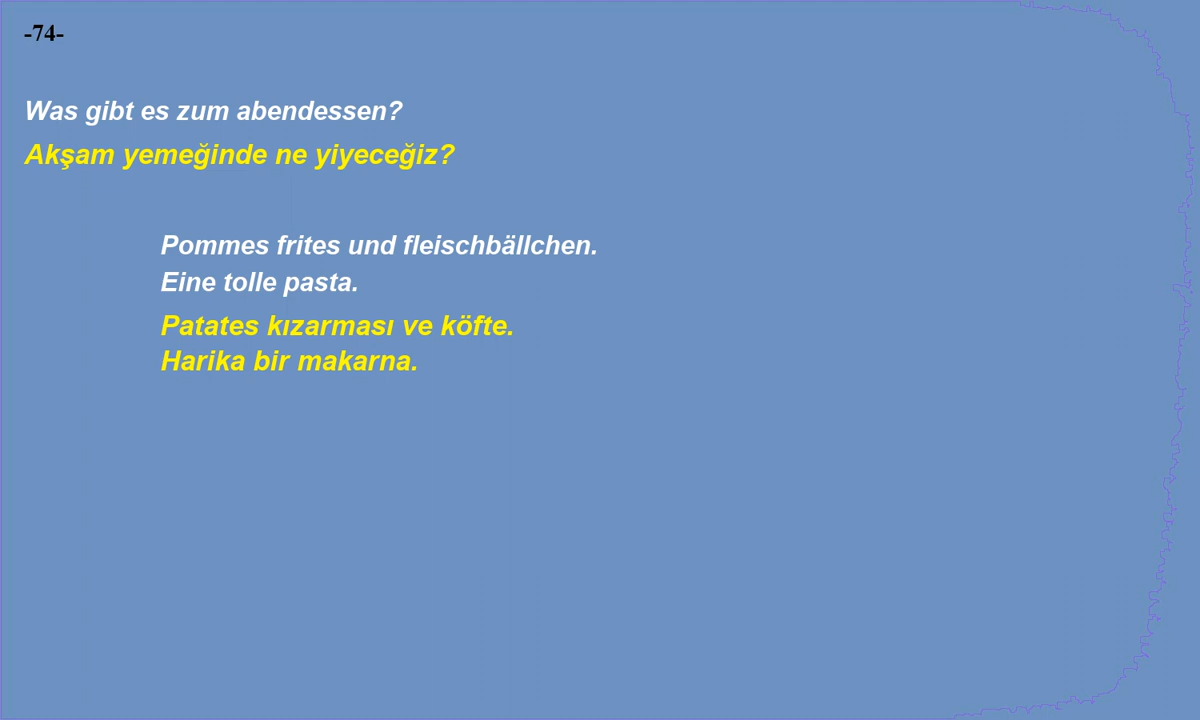 -74-
Was gibt es zum abendessen?
Akşam yemeğinde ne yiyeceğiz?
Pommes frites und fleischbällchen.
Eine tolle pasta.
Patates kızarması ve köfte.
Harika bir makarna.